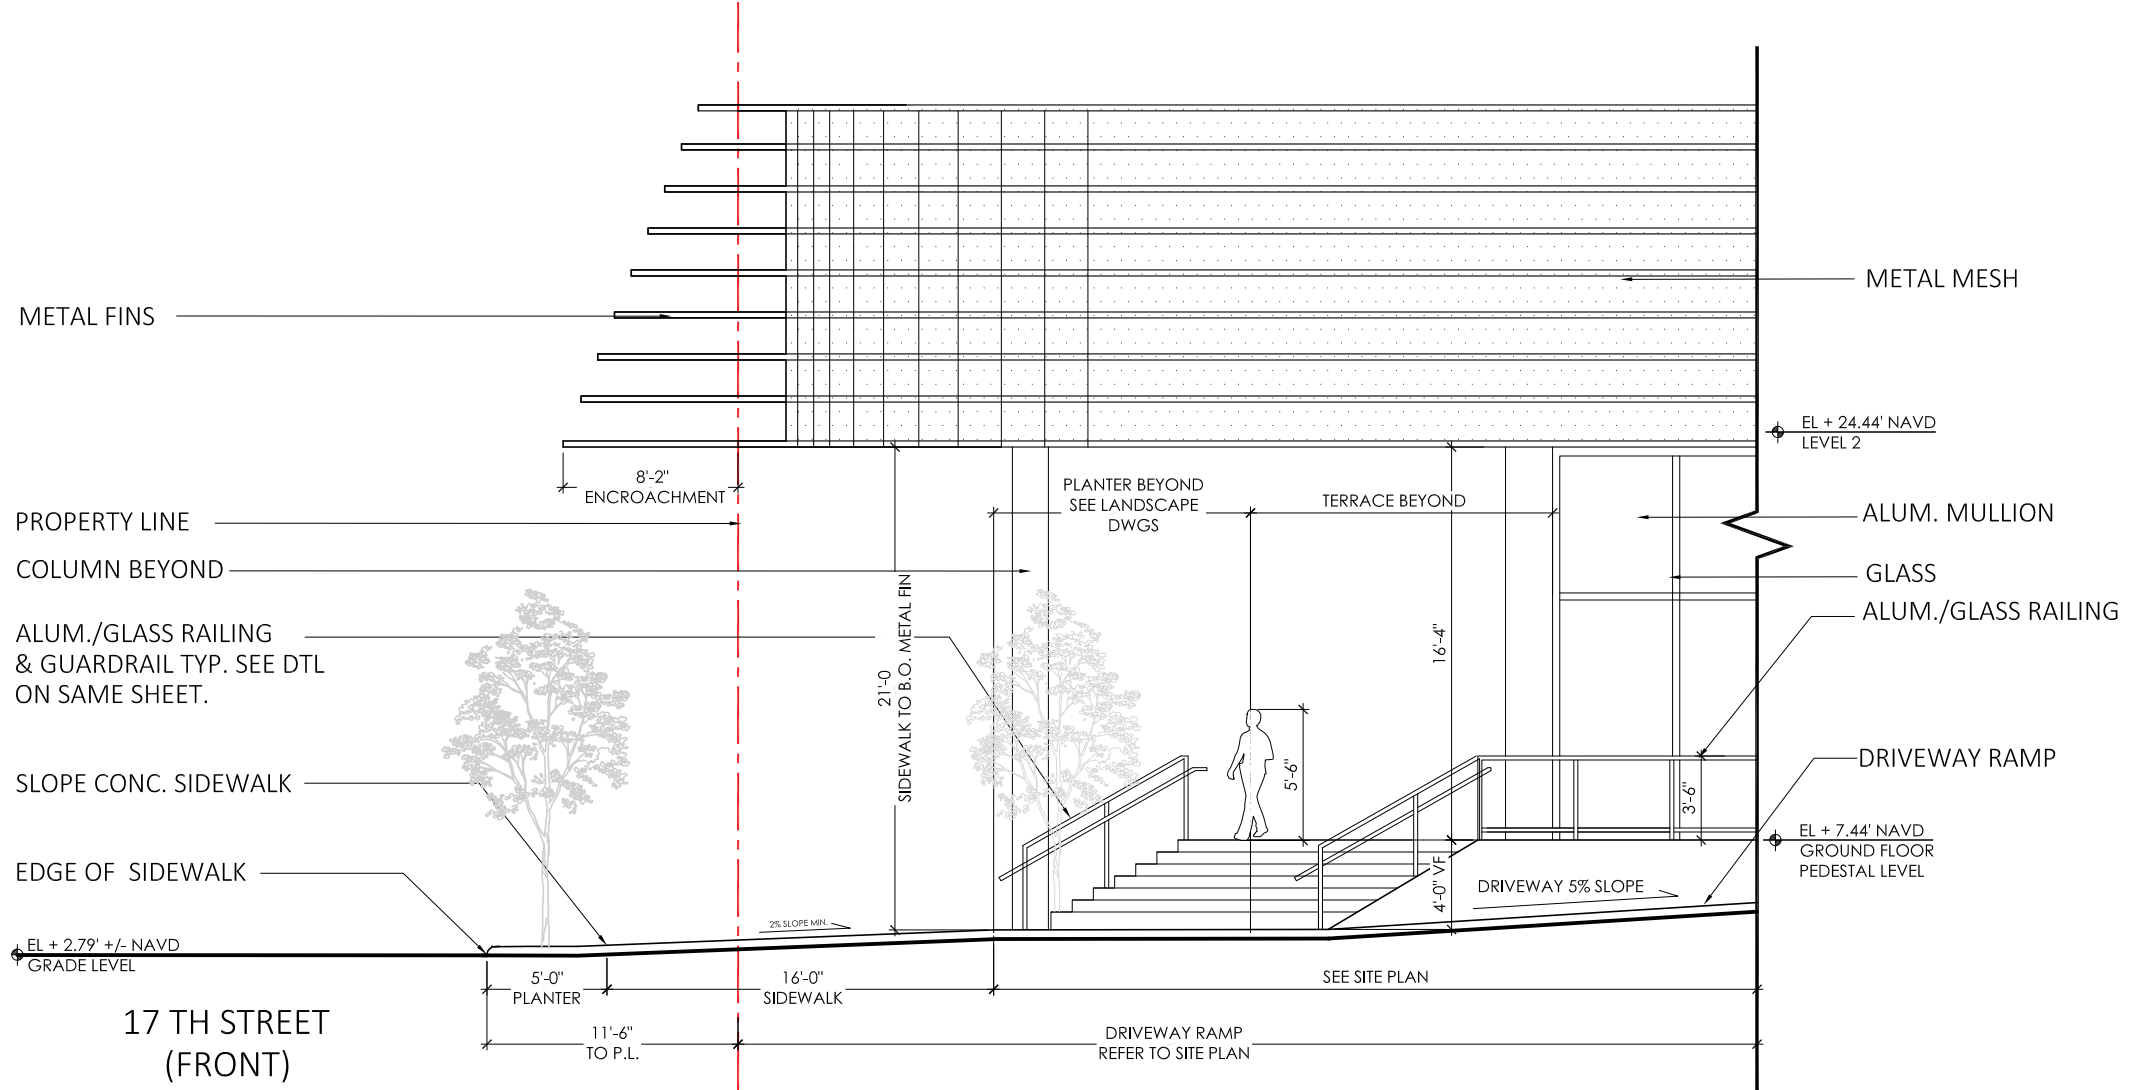 METAL MESH
METAL FINS
EL + 24.44' NAVD
LEVEL 2
8'-2"
ENCROACHMENT
PLANTER BEYOND
SEE LANDSCAPE
DWGS
TERRACE BEYOND
PROPERTY LINE
ALUM. MULLION
COLUMN BEYOND
GLASS
ALUM./GLASS RAILING
& GUARDRAIL TYP. SEE DTL
ON SAME SHEET.
ALUM./GLASS RAILING
21'-0
SIDEWALK TO B.O. METAL FIN
16'-4"
5'-6"
3'-6"
DRIVEWAY RAMP
SLOPE CONC. SIDEWALK
EL + 7.44' NAVD
GROUND FLOOR
PEDESTAL LEVEL
EDGE OF SIDEWALK
4'-0" VF
DRIVEWAY 5% SLOPE
2% SLOPE MIN.
EL + 2.79' +/- NAVD
GRADE LEVEL
5'-0"
PLANTER
16'-0"
SIDEWALK
SEE SITE PLAN
17 TH STREET
(FRONT)
11'-6"
TO P.L.
DRIVEWAY RAMP
REFER TO SITE PLAN